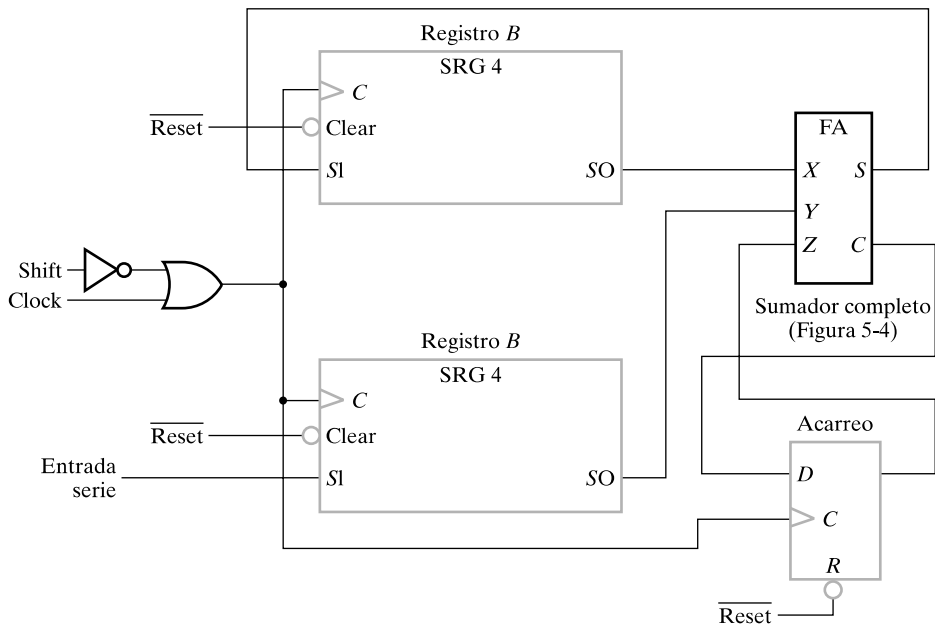 Registro B
SRG 4
C
Reset
Clear
SI
SO
FA
X
S
Y
Z
C
Shift
Clock
Sumador completo
(Figura 5-4)
Registro B
SRG 4
C
Reset
Clear
Entrada
serie
SI
SO
Acarreo
D
C
R
Reset